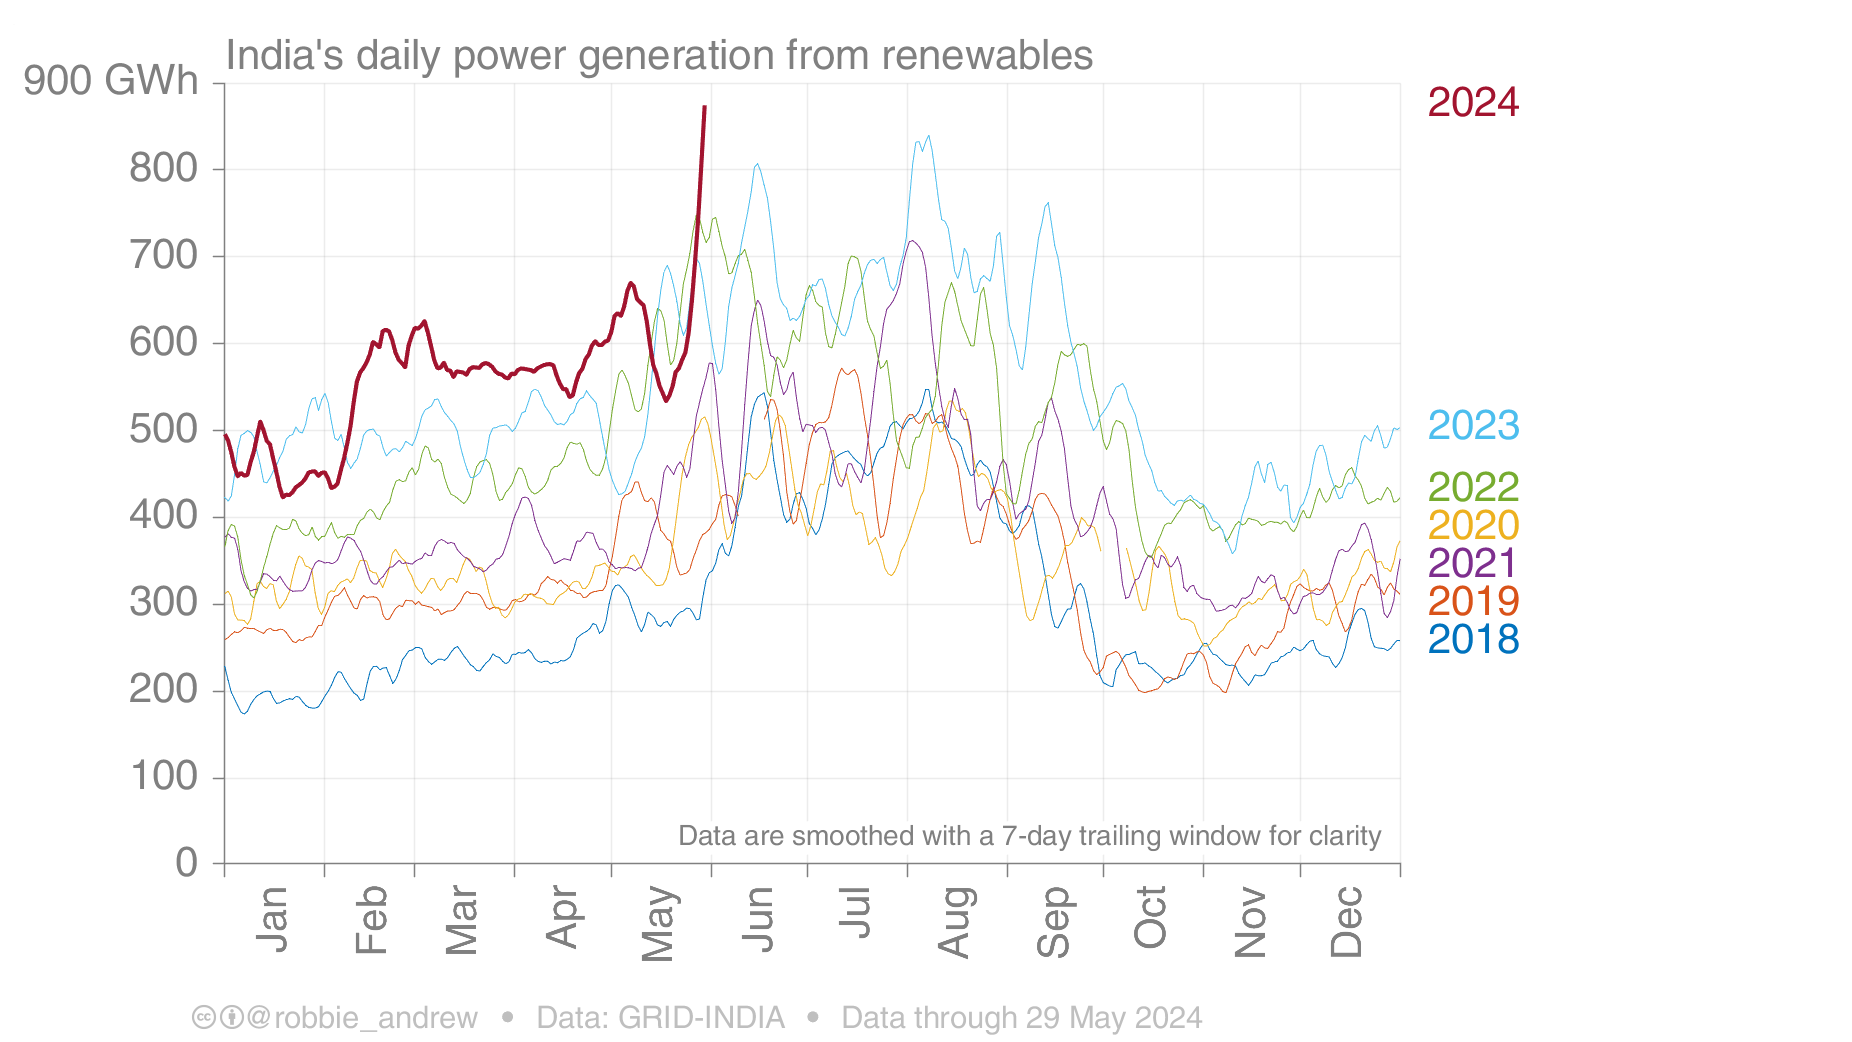 India's daily power generation from renewables
900 GWh
800
700
600
500
400
300
200
100
0
2024
2023
2022
2020
2021
2019
2018
Data are smoothed with a 7-day trailing window for clarity
Jan
Feb
Mar
Apr
May
Jun
Jul
Aug
Sep
Oct
Nov
Dec
cc @robbie_andrew • Data: GRID-INDIA • Data through 29 May 2024